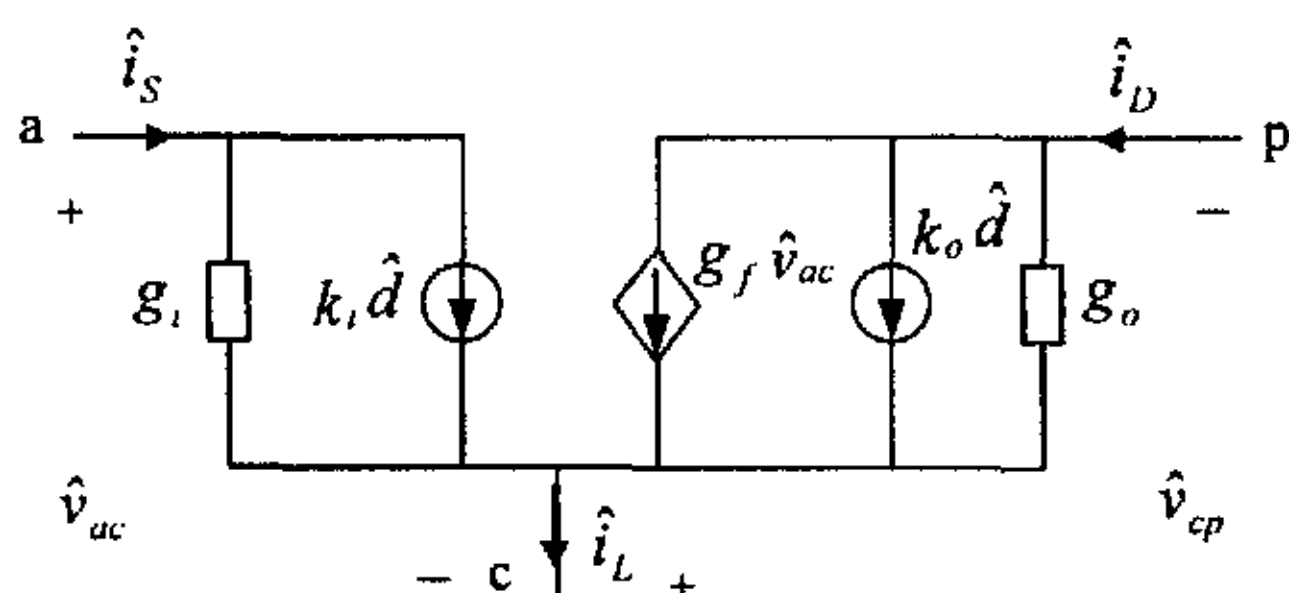 î_S
î_D
a
p
+
−
g_i
k_i d̂
g_f v̂_ac
k_o d̂
g_o
v̂_ac
v̂_cp
− c
î_L
+